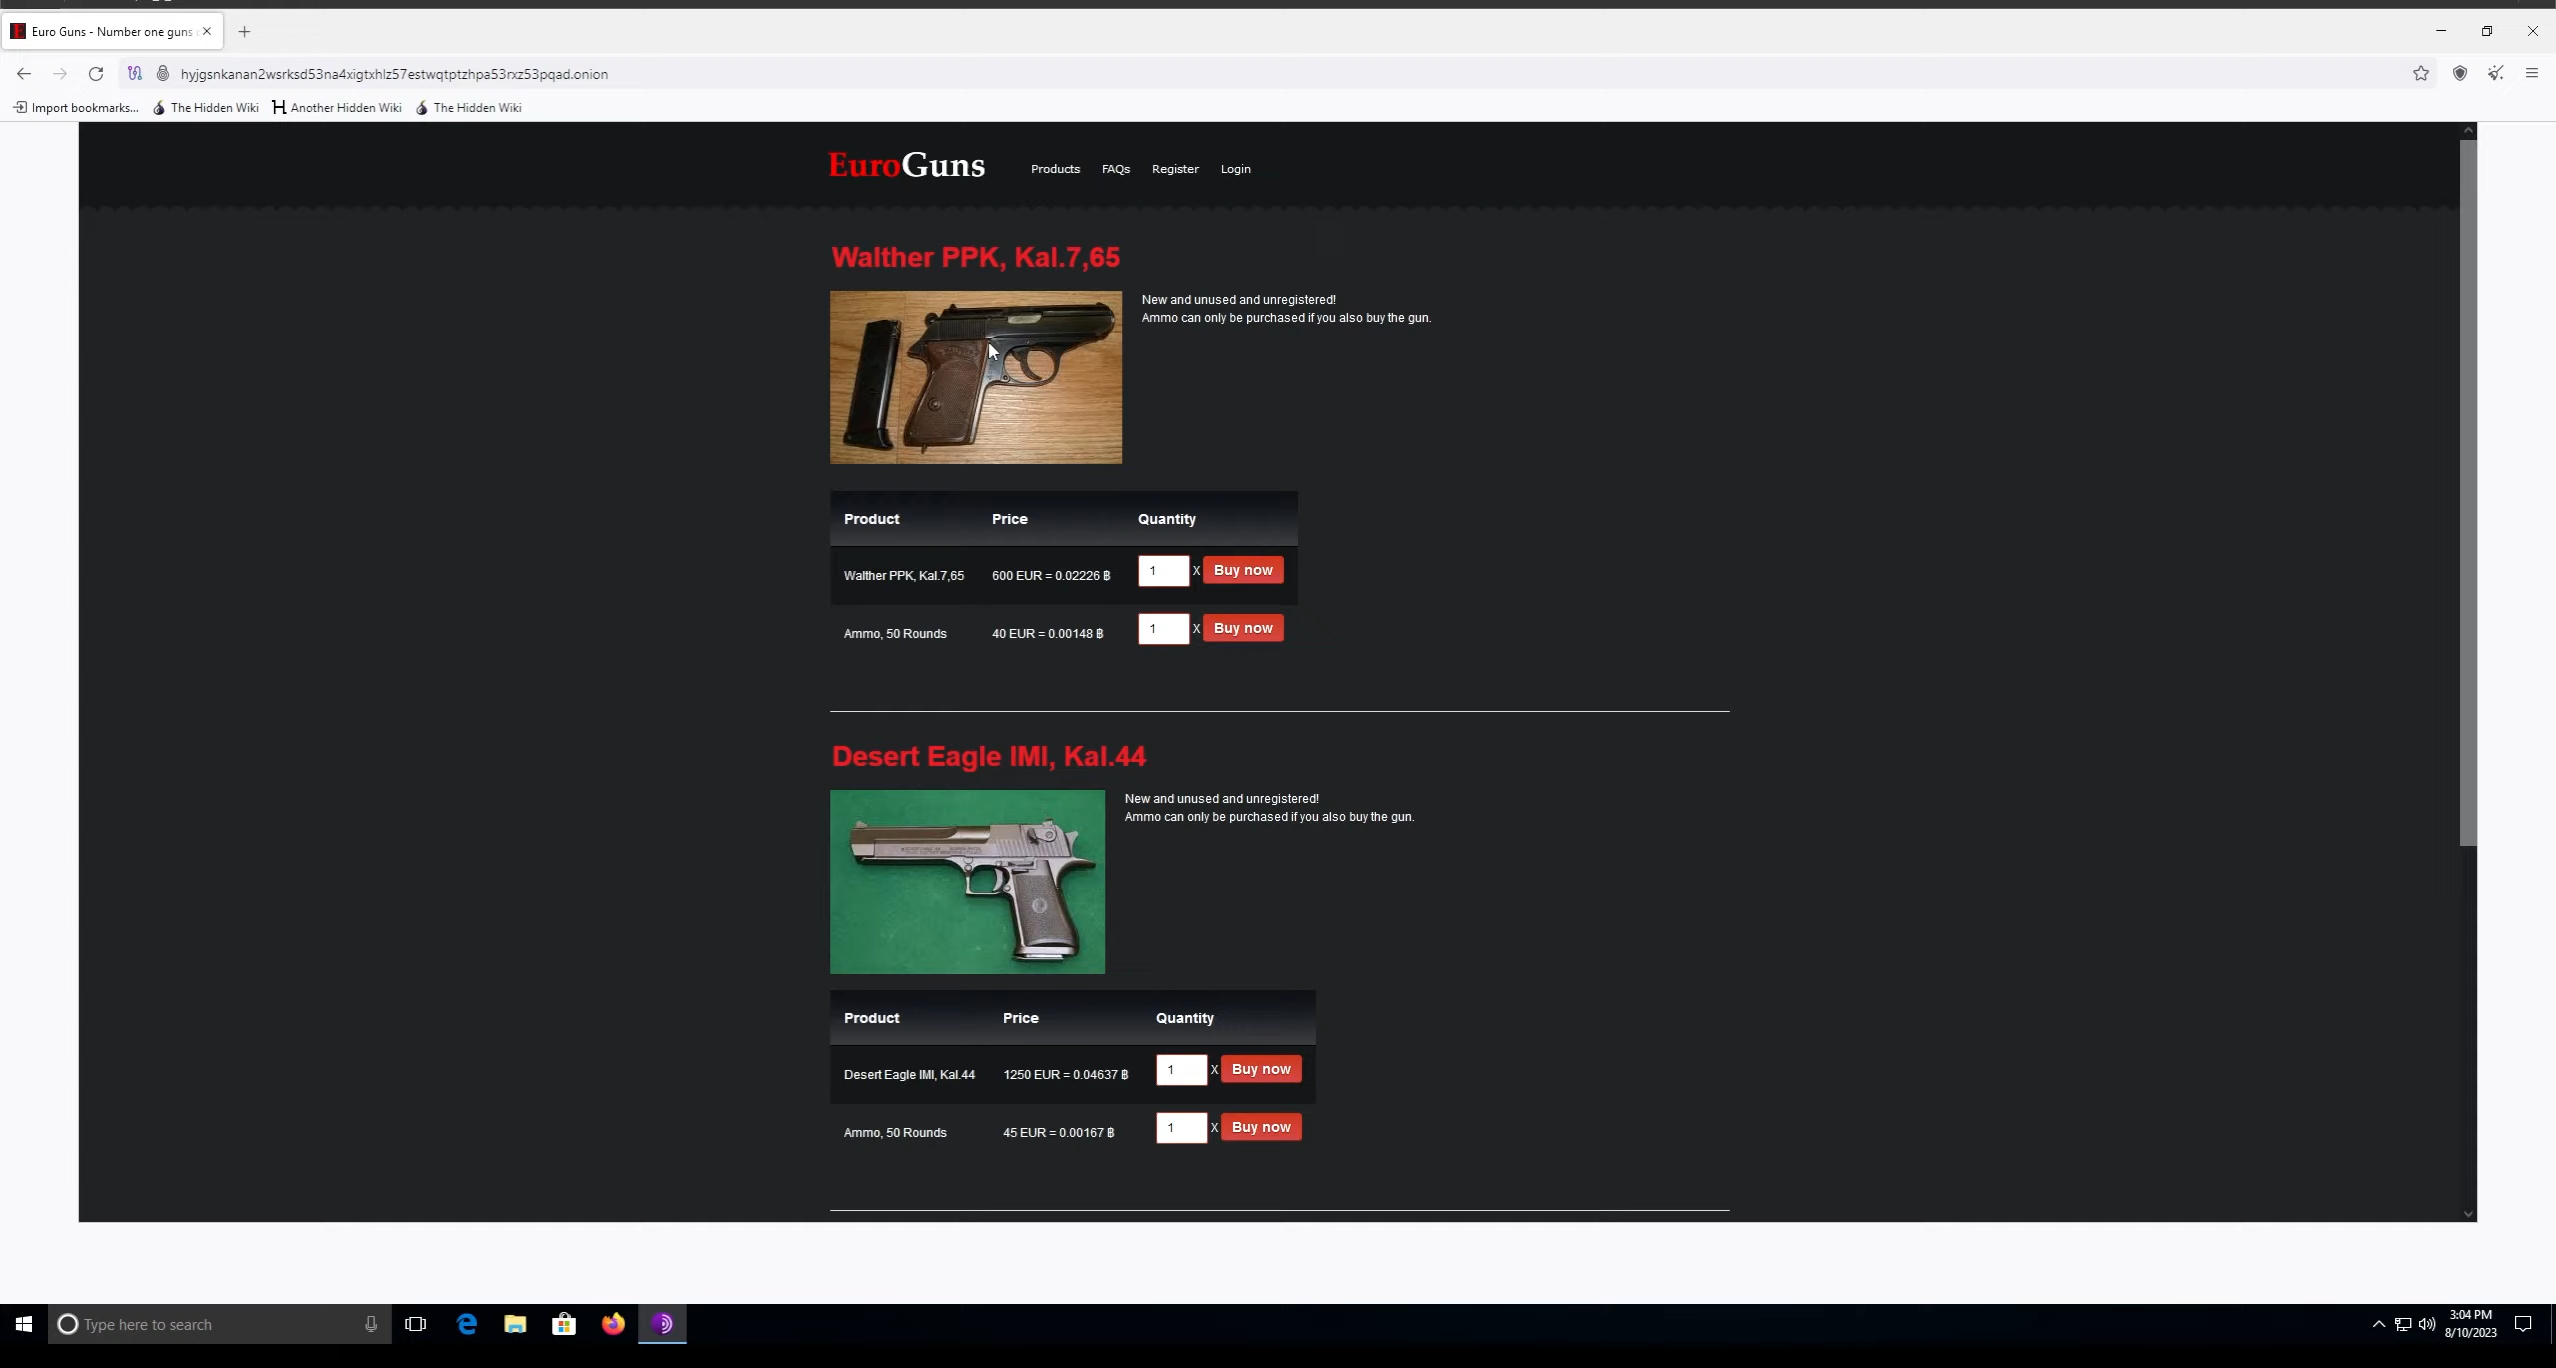 Euro Guns - Number one guns
Import bookmarks...
The Hidden Wiki
Another Hidden Wiki
The Hidden Wiki
EuroGuns
Products
FAQs
Register
Login
Walther PPK, Kal.7,65
New and unused and unregistered!
Ammo can only be purchased if you also buy the gun.
Product Price Quantity
Walther PPK, Kal.7,65 600 EUR = 0.02226 ฿ 1 X Buy now
Ammo, 50 Rounds 40 EUR = 0.00148 ฿ 1 X Buy now
Desert Eagle IMI, Kal.44
New and unused and unregistered!
Ammo can only be purchased if you also buy the gun.
Product Price Quantity
Desert Eagle IMI, Kal.44 1250 EUR = 0.04637 ฿ 1 X Buy now
Ammo, 50 Rounds 45 EUR = 0.00167 ฿ 1 X Buy now
Type here to search
3:04 PM
8/10/2023